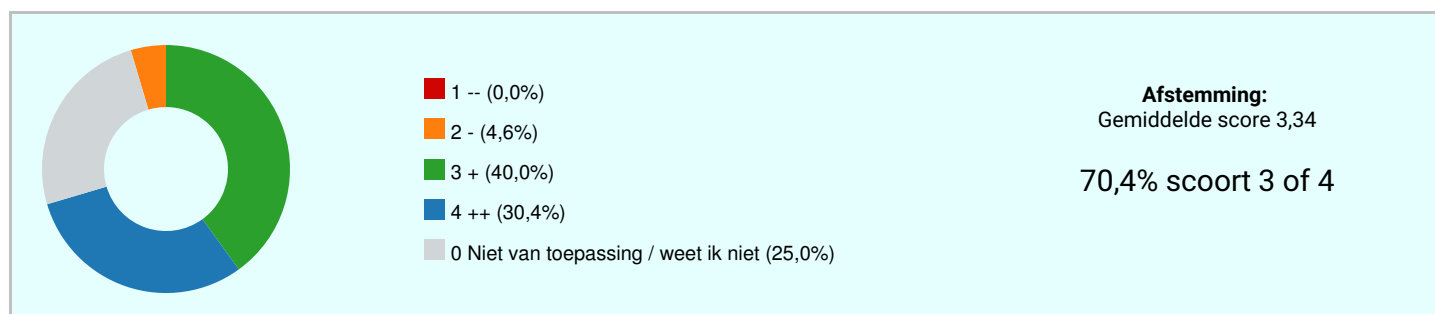 1 -- (0,0%)
2 - (4,6%)
3 + (40,0%)
4 ++ (30,4%)
0 Niet van toepassing / weet ik niet (25,0%)
Afstemming:
Gemiddelde score 3,34
70,4% scoort 3 of 4